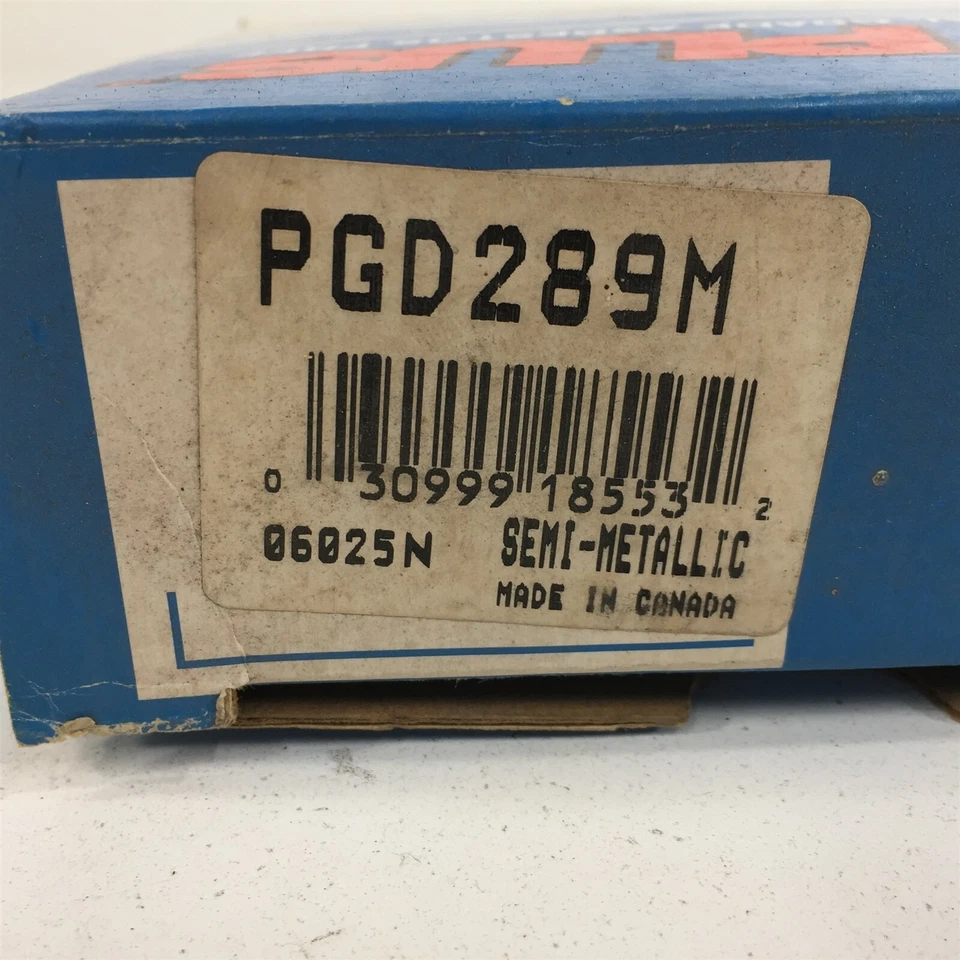 PGD289M
0 30999 18553 2
06025N SEMI-METALLIC
MADE IN CANADA